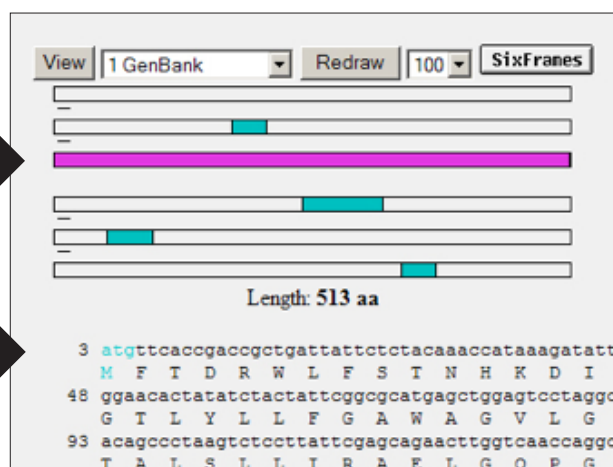 View 1 GenBank Redraw 100 SixFrames
Length: 513 aa
3 atgttcaccgaccgctgattattctctacaaaccataaagatatt
M F T D R W L F S T N H K D I
48 ggaacactatatctactattcggcgcatgagctggagtcctaggc
G T L Y L L F G A W A G V L G
93 acagccctaagtctccttattcgagcagaacttggtcaaccaggc
T A L S L L I R A E L G Q P G